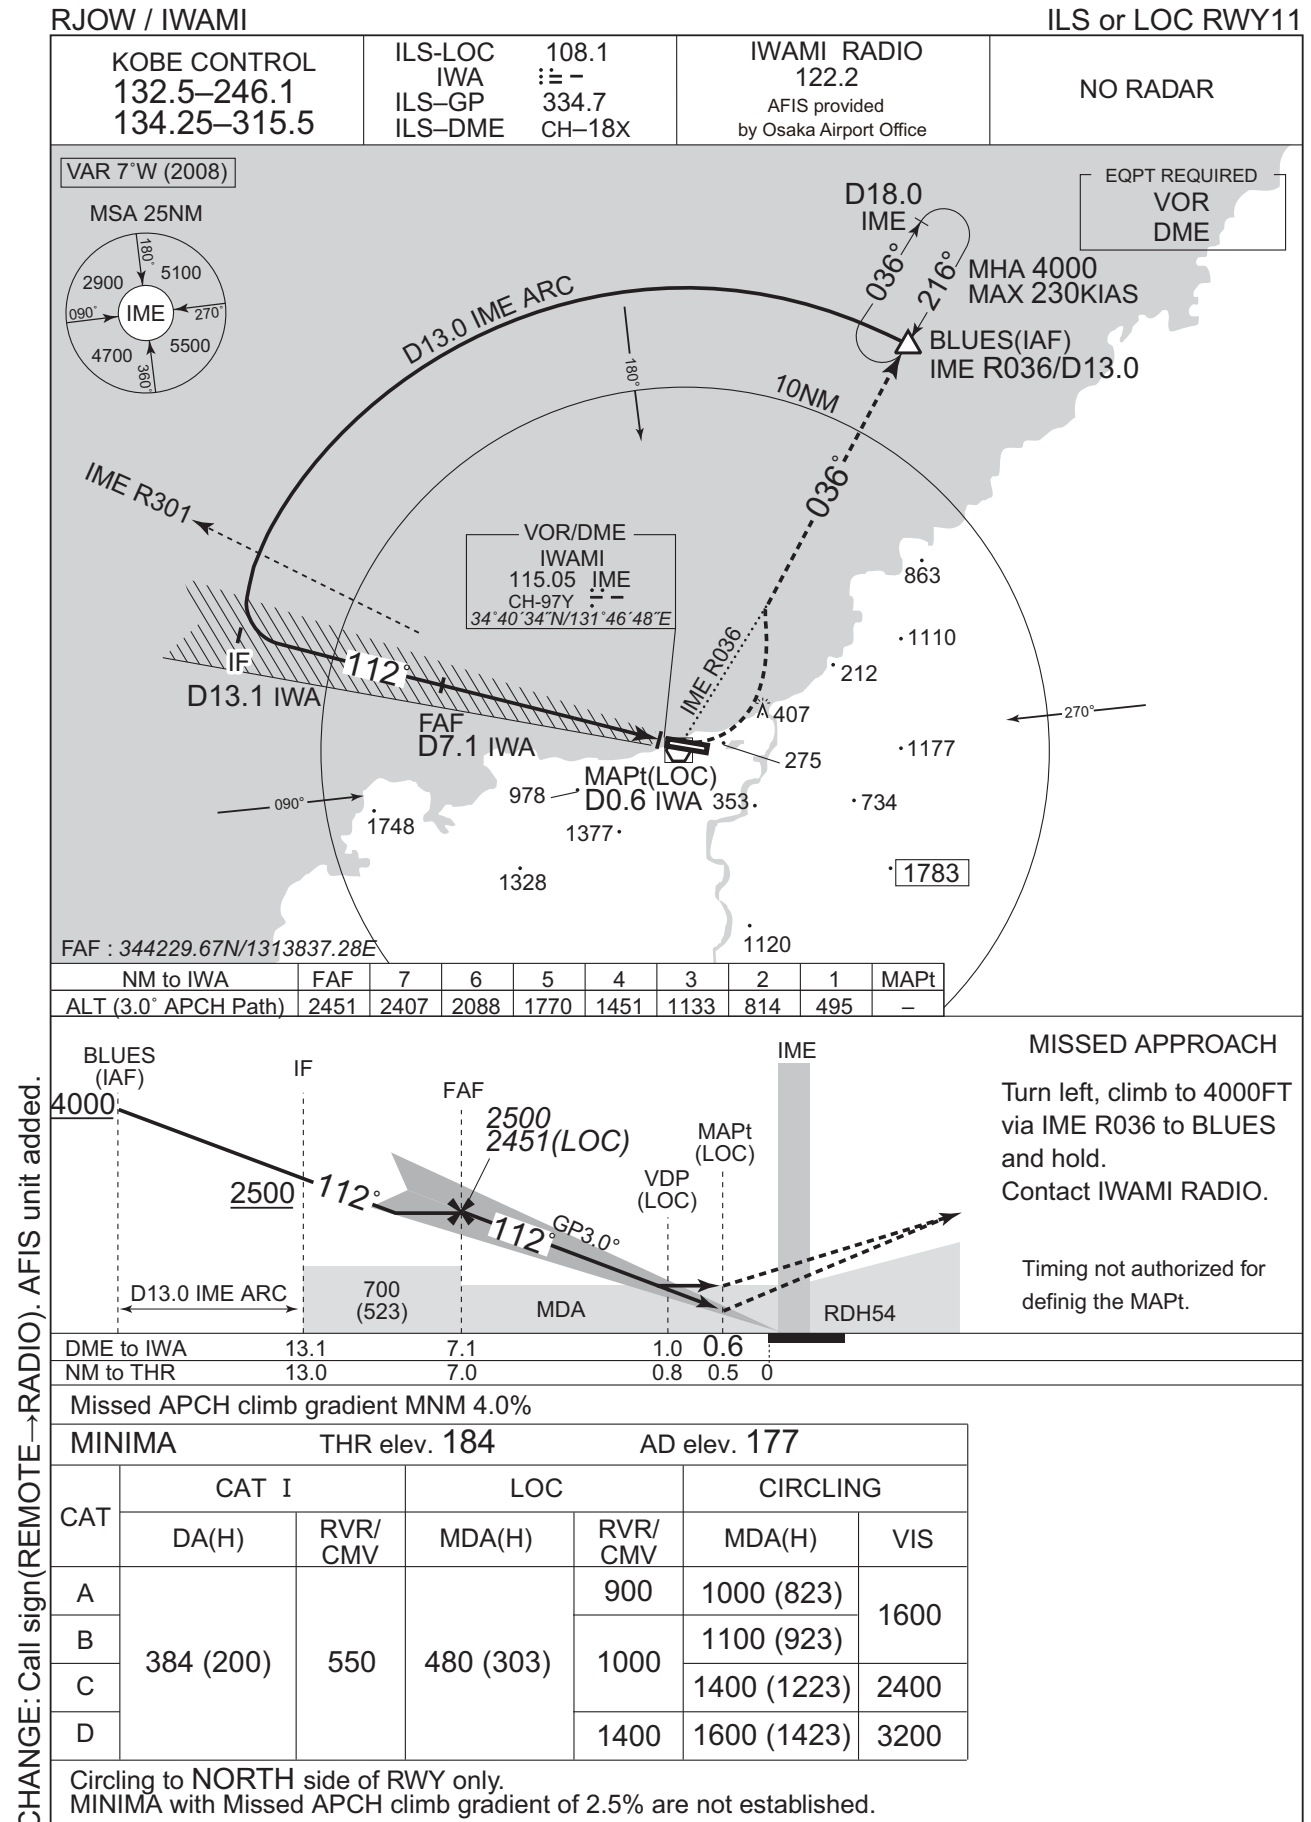 RJOW / IWAMI
ILS or LOC RWY11
KOBE CONTROL
132.5–246.1
134.25–315.5
ILS-LOC 108.1
IWA
ILS–GP 334.7
ILS–DME CH–18X
IWAMI RADIO
122.2
AFIS provided
by Osaka Airport Office
NO RADAR
VAR 7°W (2008)
MSA 25NM
180°
2900
5100
090°
IME
270°
4700
5500
360°
EQPT REQUIRED
VOR
DME
D18.0
IME
036°
216°
MHA 4000
MAX 230KIAS
BLUES(IAF)
IME R036/D13.0
D13.0 IME ARC
180°
10NM
036°
IME R301
VOR/DME
IWAMI
115.05 IME
CH-97Y
34°40´34˝N/131°46´48˝E
863
1110
212
IME R036
407
IF
112°
D13.1 IWA
FAF
D7.1 IWA
270°
1177
275
MAPt(LOC)
D0.6 IWA
978
353
734
090°
1748
1377
1328
1783
1120
FAF : 344229.67N/1313837.28E
NM to IWA FAF 7 6 5 4 3 2 1 MAPt
ALT (3.0° APCH Path) 2451 2407 2088 1770 1451 1133 814 495 –
BLUES
(IAF)
4000
IF
FAF
2500
2451(LOC)
MAPt
(LOC)
VDP
(LOC)
IME
2500
112°
112°
GP3.0°
D13.0 IME ARC
700
(523)
MDA
RDH54
MISSED APPROACH
Turn left, climb to 4000FT
via IME R036 to BLUES
and hold.
Contact IWAMI RADIO.
Timing not authorized for
definig the MAPt.
DME to IWA 13.1 7.1 1.0 0.6
NM to THR 13.0 7.0 0.8 0.5 0
Missed APCH climb gradient MNM 4.0%
MINIMA THR elev. 184 AD elev. 177
CAT CAT I LOC CIRCLING
DA(H) RVR/CMV MDA(H) RVR/CMV MDA(H) VIS
A 384 (200) 550 480 (303) 900 1000 (823) 1600
B 1000 1100 (923)
C 1400 (1223) 2400
D 1400 1600 (1423) 3200
Circling to NORTH side of RWY only.
MINIMA with Missed APCH climb gradient of 2.5% are not established.
CHANGE: Call sign(REMOTE→RADIO). AFIS unit added.